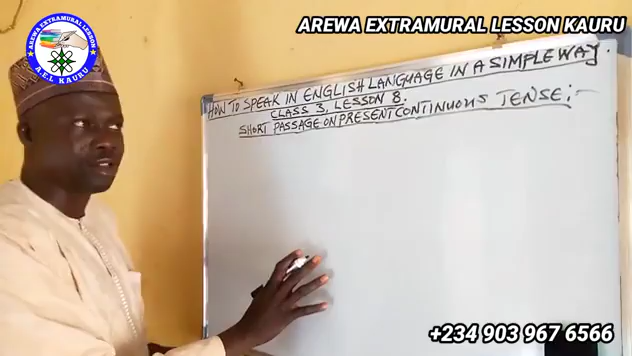 AREWA EXTRAMURAL LESSON KAURU
AREWA EXTRAMURAL LESSON
A.E.L KAURU
HOW TO SPEAK IN ENGLISH LANGUAGE IN A SIMPLE WAY.
CLASS 3, LESSON 8.
SHORT PASSAGE ON PRESENT CONTINUOUS TENSE:-
+234 903 967 6566